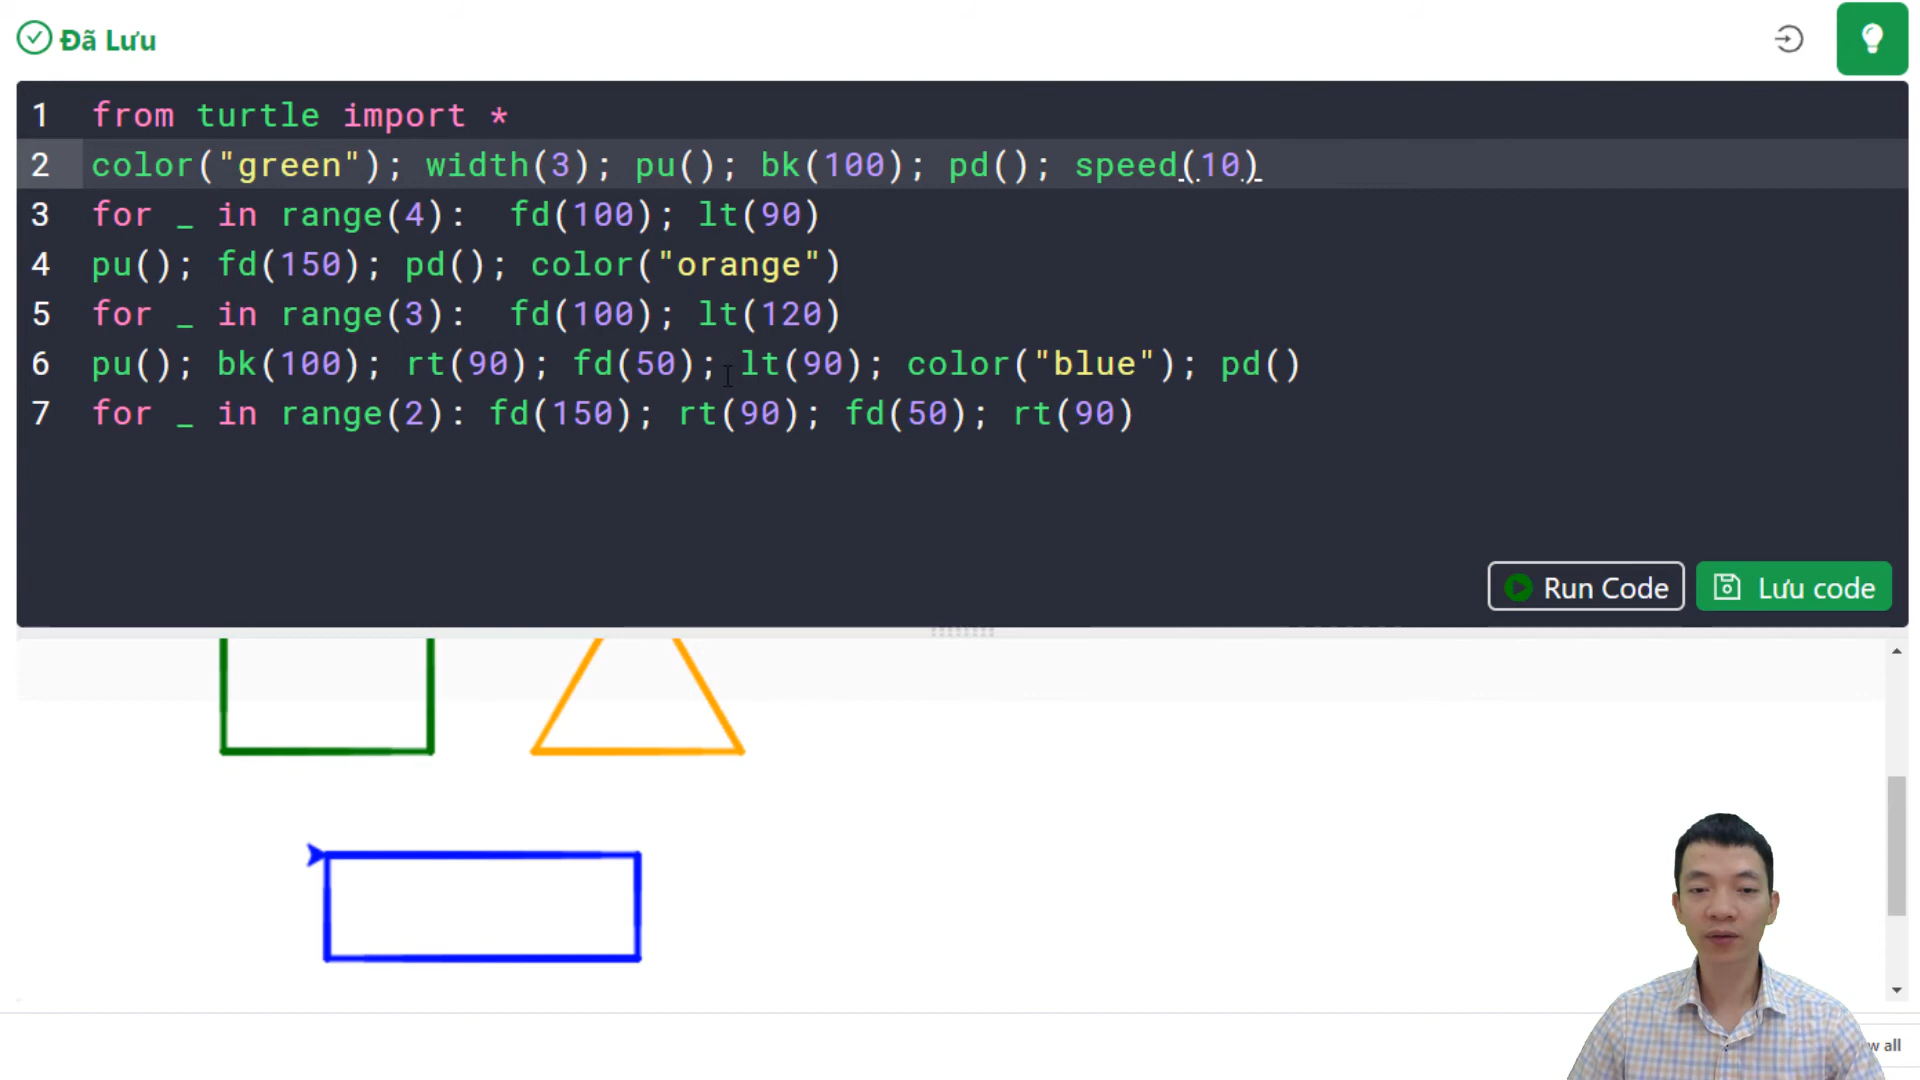 Đã Lưu
1 from turtle import *
2 color("green"); width(3); pu(); bk(100); pd(); speed(10)
3 for _ in range(4):  fd(100); lt(90)
4 pu(); fd(150); pd(); color("orange")
5 for _ in range(3):  fd(100); lt(120)
6 pu(); bk(100); rt(90); fd(50); lt(90); color("blue"); pd()
7 for _ in range(2): fd(150); rt(90); fd(50); rt(90)
Run Code
Lưu code
all